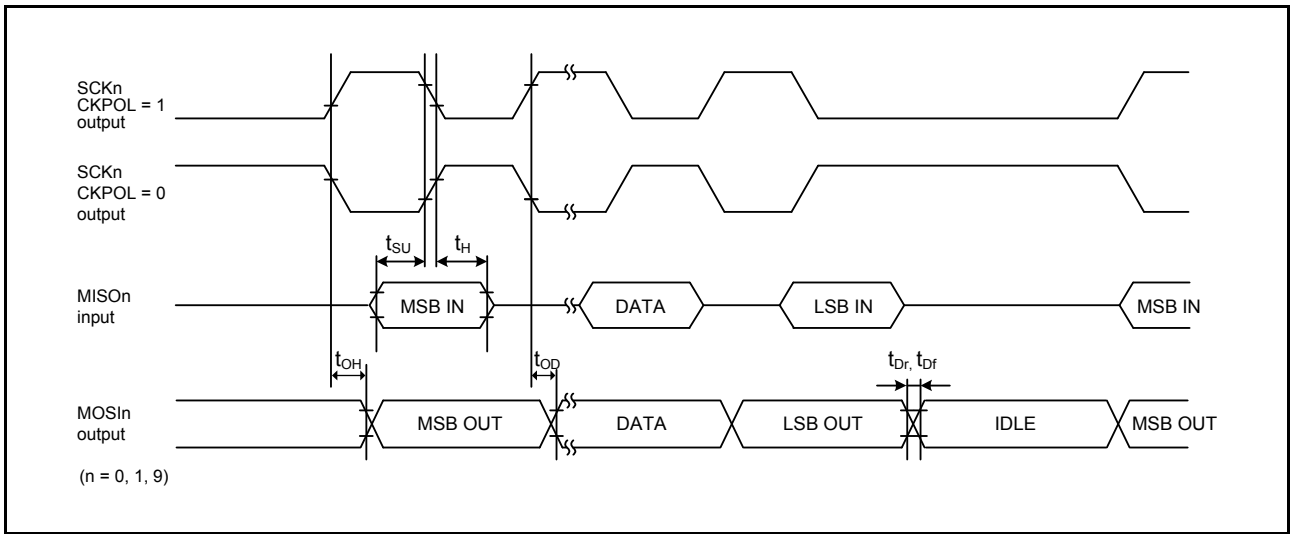 SCKn
CKPOL = 1
output
SCKn
CKPOL = 0
output
tSU
tH
MISOn
input
MSB IN
DATA
LSB IN
MSB IN
tOH
tOD
tDr, tDf
MOSIn
output
MSB OUT
DATA
LSB OUT
IDLE
MSB OUT
(n = 0, 1, 9)